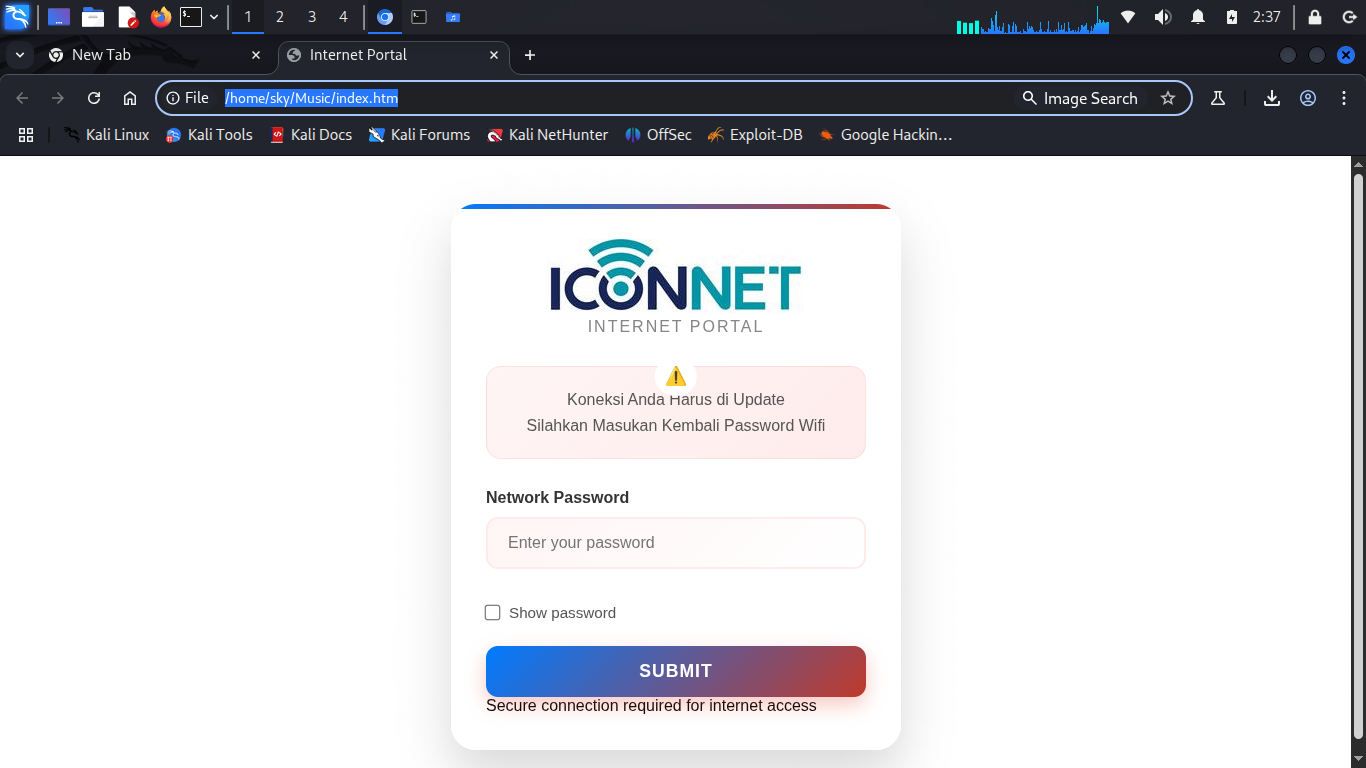 1 2 3 4 2:37
New Tab Internet Portal
File /home/sky/Music/index.htm Image Search
Kali Linux Kali Tools Kali Docs Kali Forums Kali NetHunter OffSec Exploit-DB Google Hackin…
ICONNET
INTERNET PORTAL
Koneksi Anda Harus di Update
Silahkan Masukan Kembali Password Wifi
Network Password
Enter your password
Show password
SUBMIT
Secure connection required for internet access